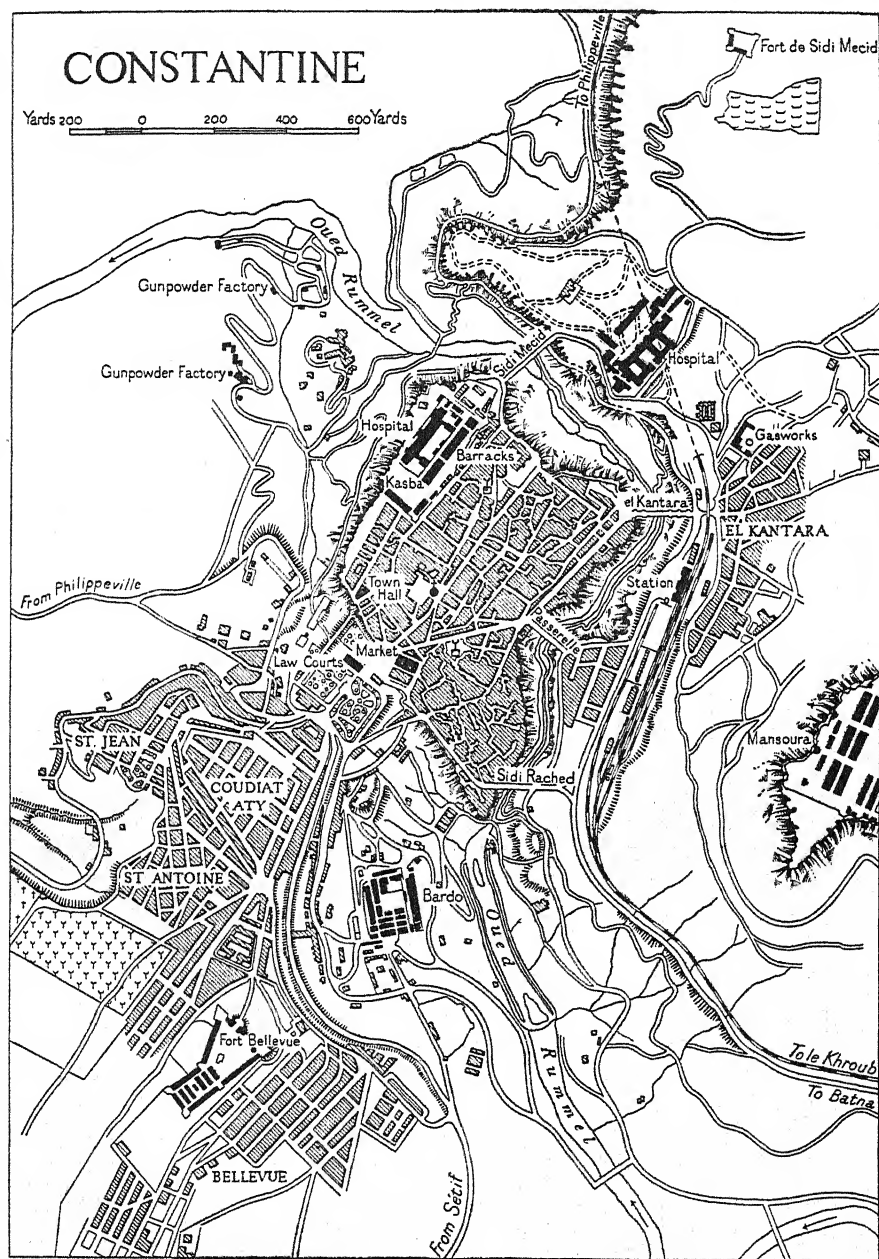 CONSTANTINE
Yards 200 0 200 400 600 Yards
Fort de Sidi Mecid
To Philippeville
Oued Rummel
Gunpowder Factory
Gunpowder Factory
Sidi Mecid
Hospital
Hospital
Gasworks
Barracks
Kasba
el Kantara
EL KANTARA
From Philippeville
Town
Hall
Station
Passerelle
Law Courts
Market
ST. JEAN
Mansoura
Sidi Rached
COUDIAT
ATY
ST ANTOINE
Bardo
Oued Rummel
Fort Bellevue
To le Khroub
To Batna
BELLEVUE
From Sétif